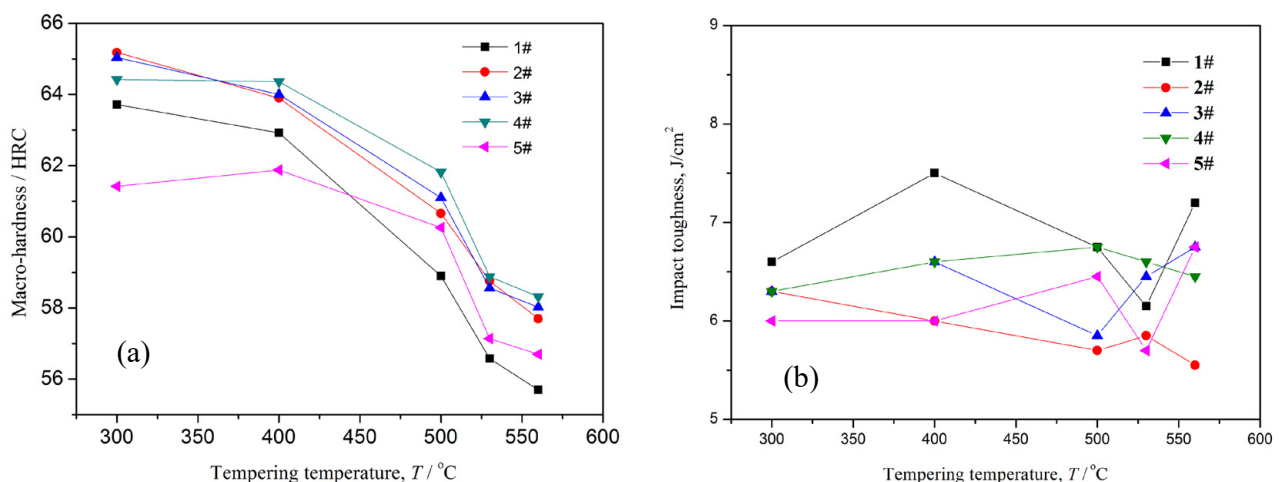 66
64
62
60
58
56
Macro-hardness / HRC
1#
2#
3#
4#
5#
(a)
300 350 400 450 500 550 600
Tempering temperature, T / °C
9
8
7
6
5
Impact toughness, J/cm²
1#
2#
3#
4#
5#
(b)
300 350 400 450 500 550 600
Tempering temperature, T / °C